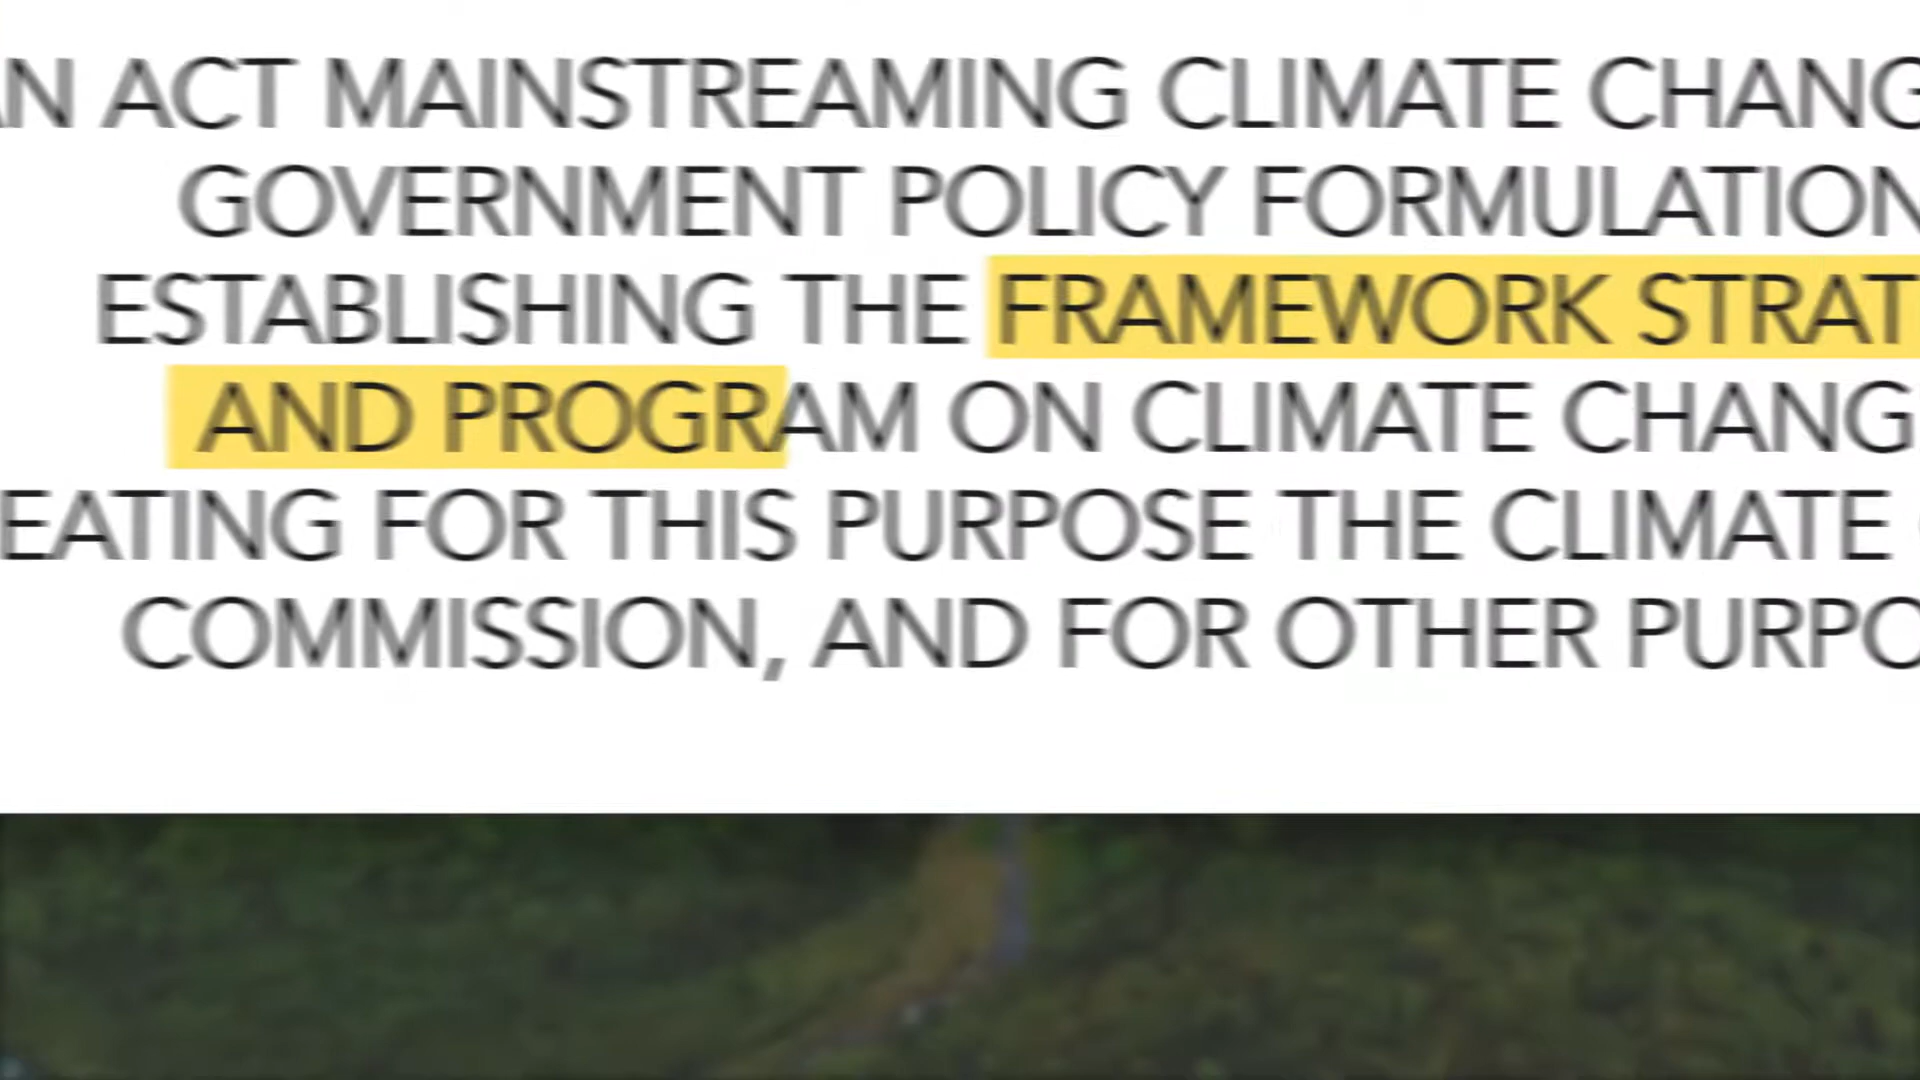 AN ACT MAINSTREAMING CLIMATE CHANG
GOVERNMENT POLICY FORMULATION
ESTABLISHING THE FRAMEWORK STRAT
AND PROGRAM ON CLIMATE CHANG
EATING FOR THIS PURPOSE THE CLIMATE
COMMISSION, AND FOR OTHER PURPO